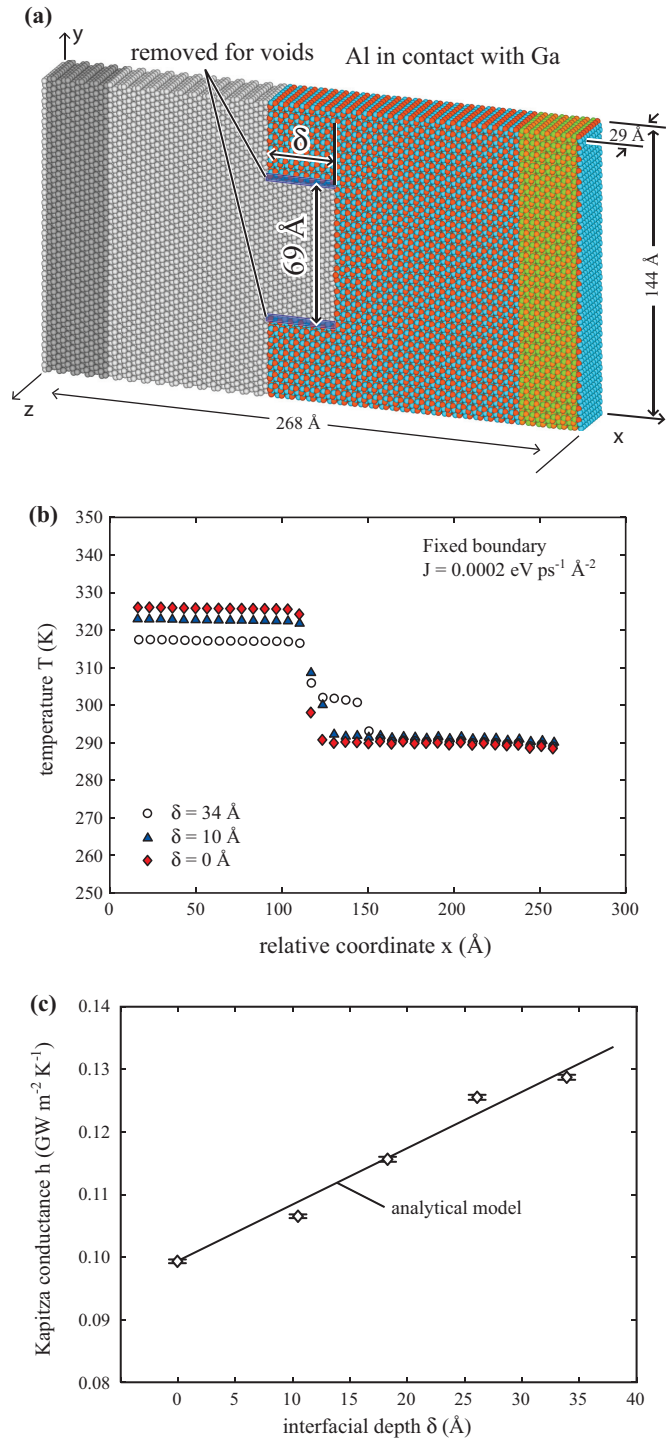 (a)
y
removed for voids
Al in contact with Ga
δ
69 Å
29 Å
144 Å
z
268 Å
x
(b)
350
340
330
320
310
300
290
280
270
260
250
temperature T (K)
Fixed boundary
J = 0.0002 eV ps⁻¹ Å⁻²
δ = 34 Å
δ = 10 Å
δ = 0 Å
0 50 100 150 200 250 300
relative coordinate x (Å)
(c)
0.14
0.13
0.12
0.11
0.10
0.09
0.08
Kapitza conductance h (GW m⁻² K⁻¹)
analytical model
0 5 10 15 20 25 30 35 40
interfacial depth δ (Å)